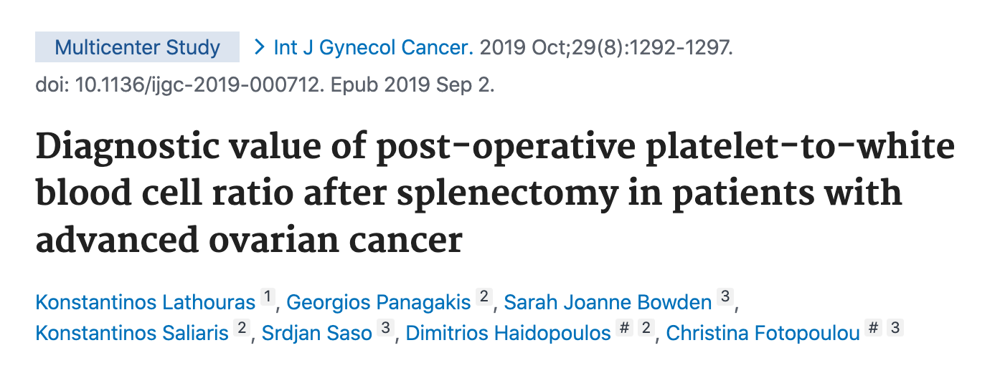 Multicenter Study > Int J Gynecol Cancer. 2019 Oct;29(8):1292-1297.
doi: 10.1136/ijgc-2019-000712. Epub 2019 Sep 2.
Diagnostic value of post-operative platelet-to-white
blood cell ratio after splenectomy in patients with
advanced ovarian cancer
Konstantinos Lathouras 1, Georgios Panagakis 2, Sarah Joanne Bowden 3,
Konstantinos Saliaris 2, Srdjan Saso 3, Dimitrios Haidopoulos # 2, Christina Fotopoulou # 3